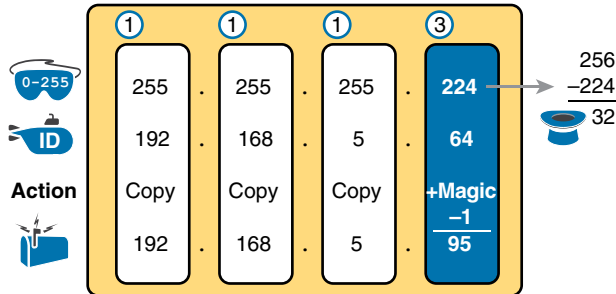 1 1 1 3
0-255 255 . 255 . 255 . 224 256
–224
32
ID 192 . 168 . 5 . 64
Action Copy Copy Copy +Magic
–1
192 . 168 . 5 . 95